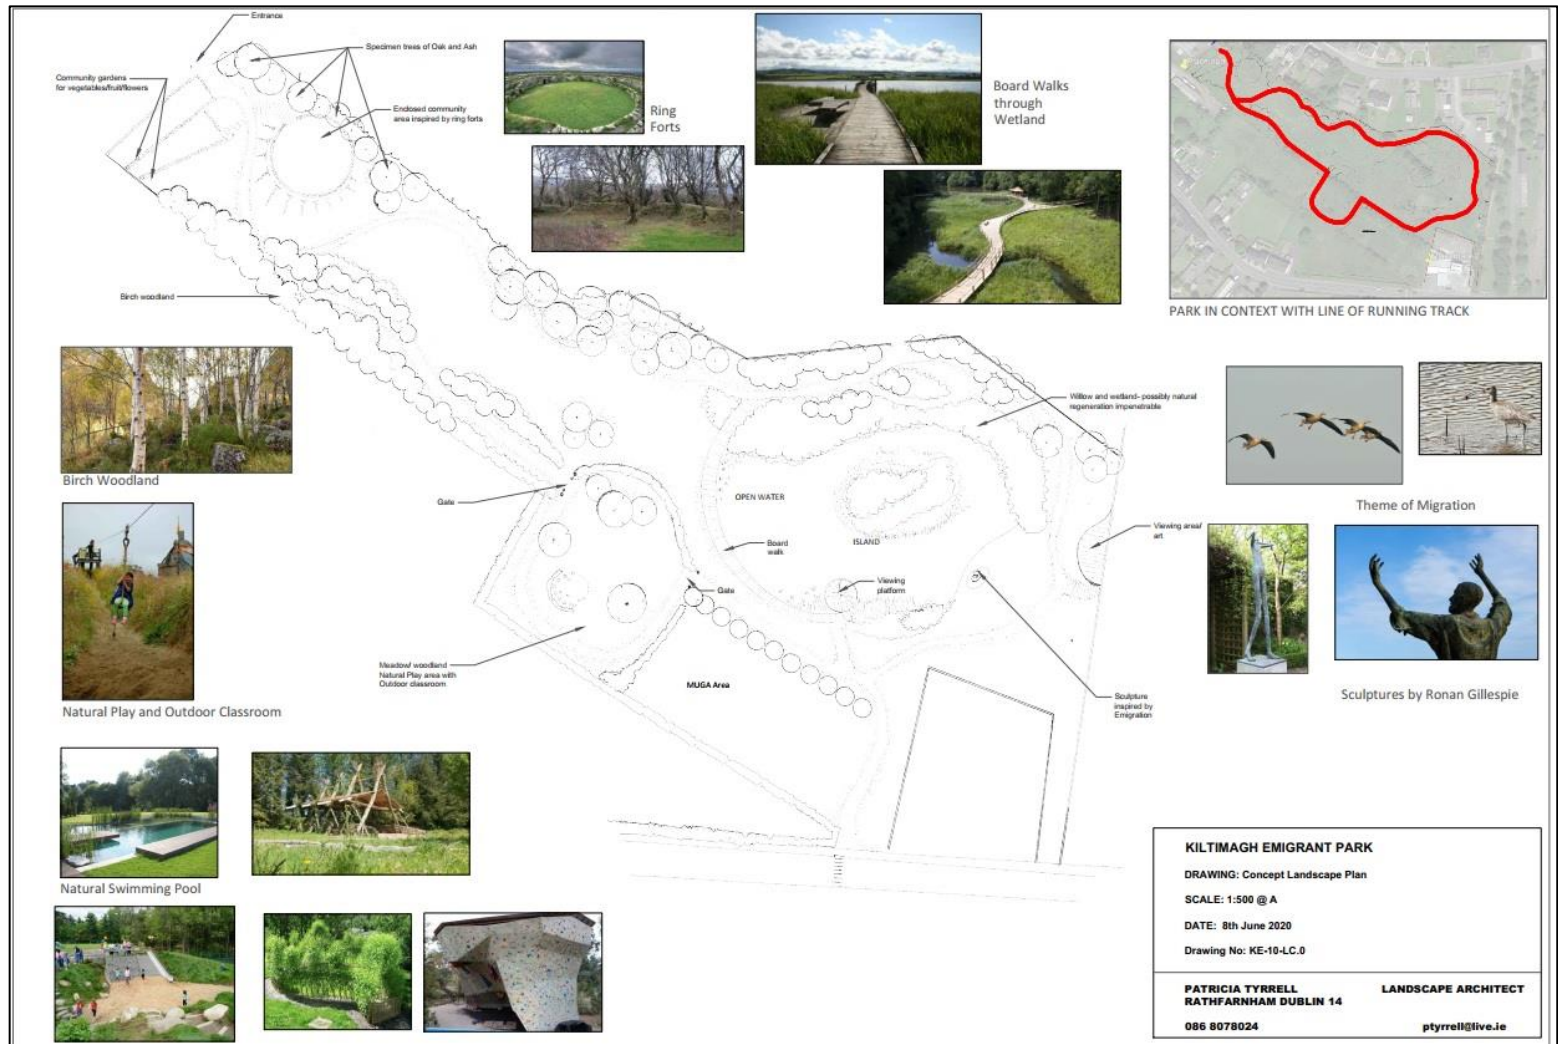 Entrance
Specimen trees of Oak and Ash
Community gardens
for vegetables/fruit/flowers
Enclosed community
area inspired by ring forts
Ring
Forts
Board Walks
through
Wetland
PARK IN CONTEXT WITH LINE OF RUNNING TRACK
Birch woodland
Birch Woodland
Willow and wetland- possibly natural
regeneration impenetrable
Theme of Migration
Gate
OPEN WATER
ISLAND
Board
walk
Viewing area/
art
Viewing
platform
Gate
Meadow/ woodland
Natural Play area with
Outdoor classroom
MUGA Area
Sculpture
inspired by
Emigration
Sculptures by Ronan Gillespie
Natural Play and Outdoor Classroom
Natural Swimming Pool
KILTIMAGH EMIGRANT PARK
DRAWING: Concept Landscape Plan
SCALE: 1:500 @ A
DATE: 8th June 2020
Drawing No: KE-10-LC.0
PATRICIA TYRRELL LANDSCAPE ARCHITECT
RATHFARNHAM DUBLIN 14
086 8078024 ptyrrell@live.ie